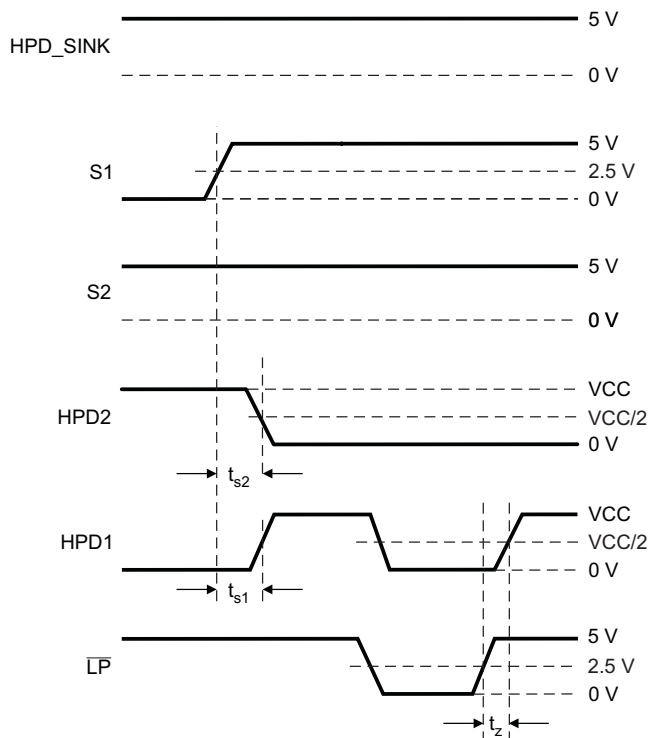 HPD_SINK
5 V
0 V
S1
5 V
2.5 V
0 V
S2
5 V
0 V
HPD2
VCC
VCC/2
0 V
ts2
HPD1
VCC
VCC/2
0 V
ts1
L̅P̅
5 V
2.5 V
0 V
tz